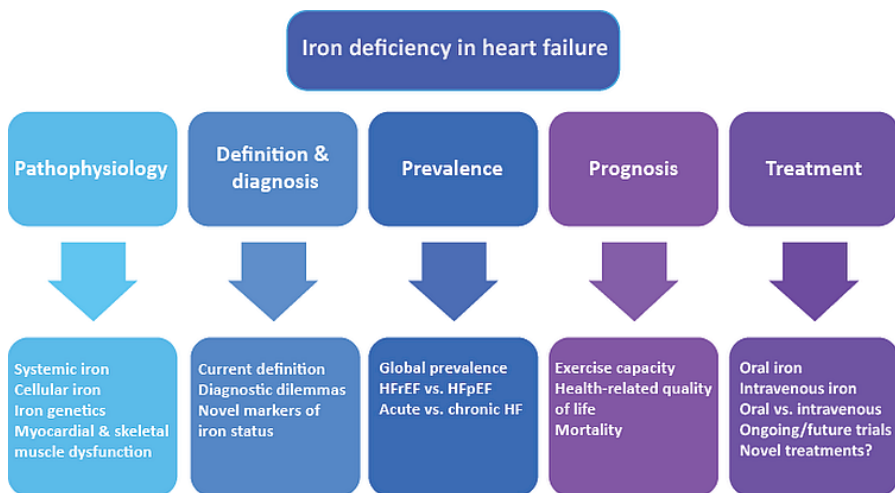 Iron deficiency in heart failure
Pathophysiology
Definition &
diagnosis
Prevalence
Prognosis
Treatment
Systemic iron
Cellular iron
Iron genetics
Myocardial & skeletal
muscle dysfunction
Current definition
Diagnostic dilemmas
Novel markers of
iron status
Global prevalence
HFrEF vs. HFpEF
Acute vs. chronic HF
Exercise capacity
Health-related quality
of life
Mortality
Oral iron
Intravenous iron
Oral vs. intravenous
Ongoing/future trials
Novel treatments?